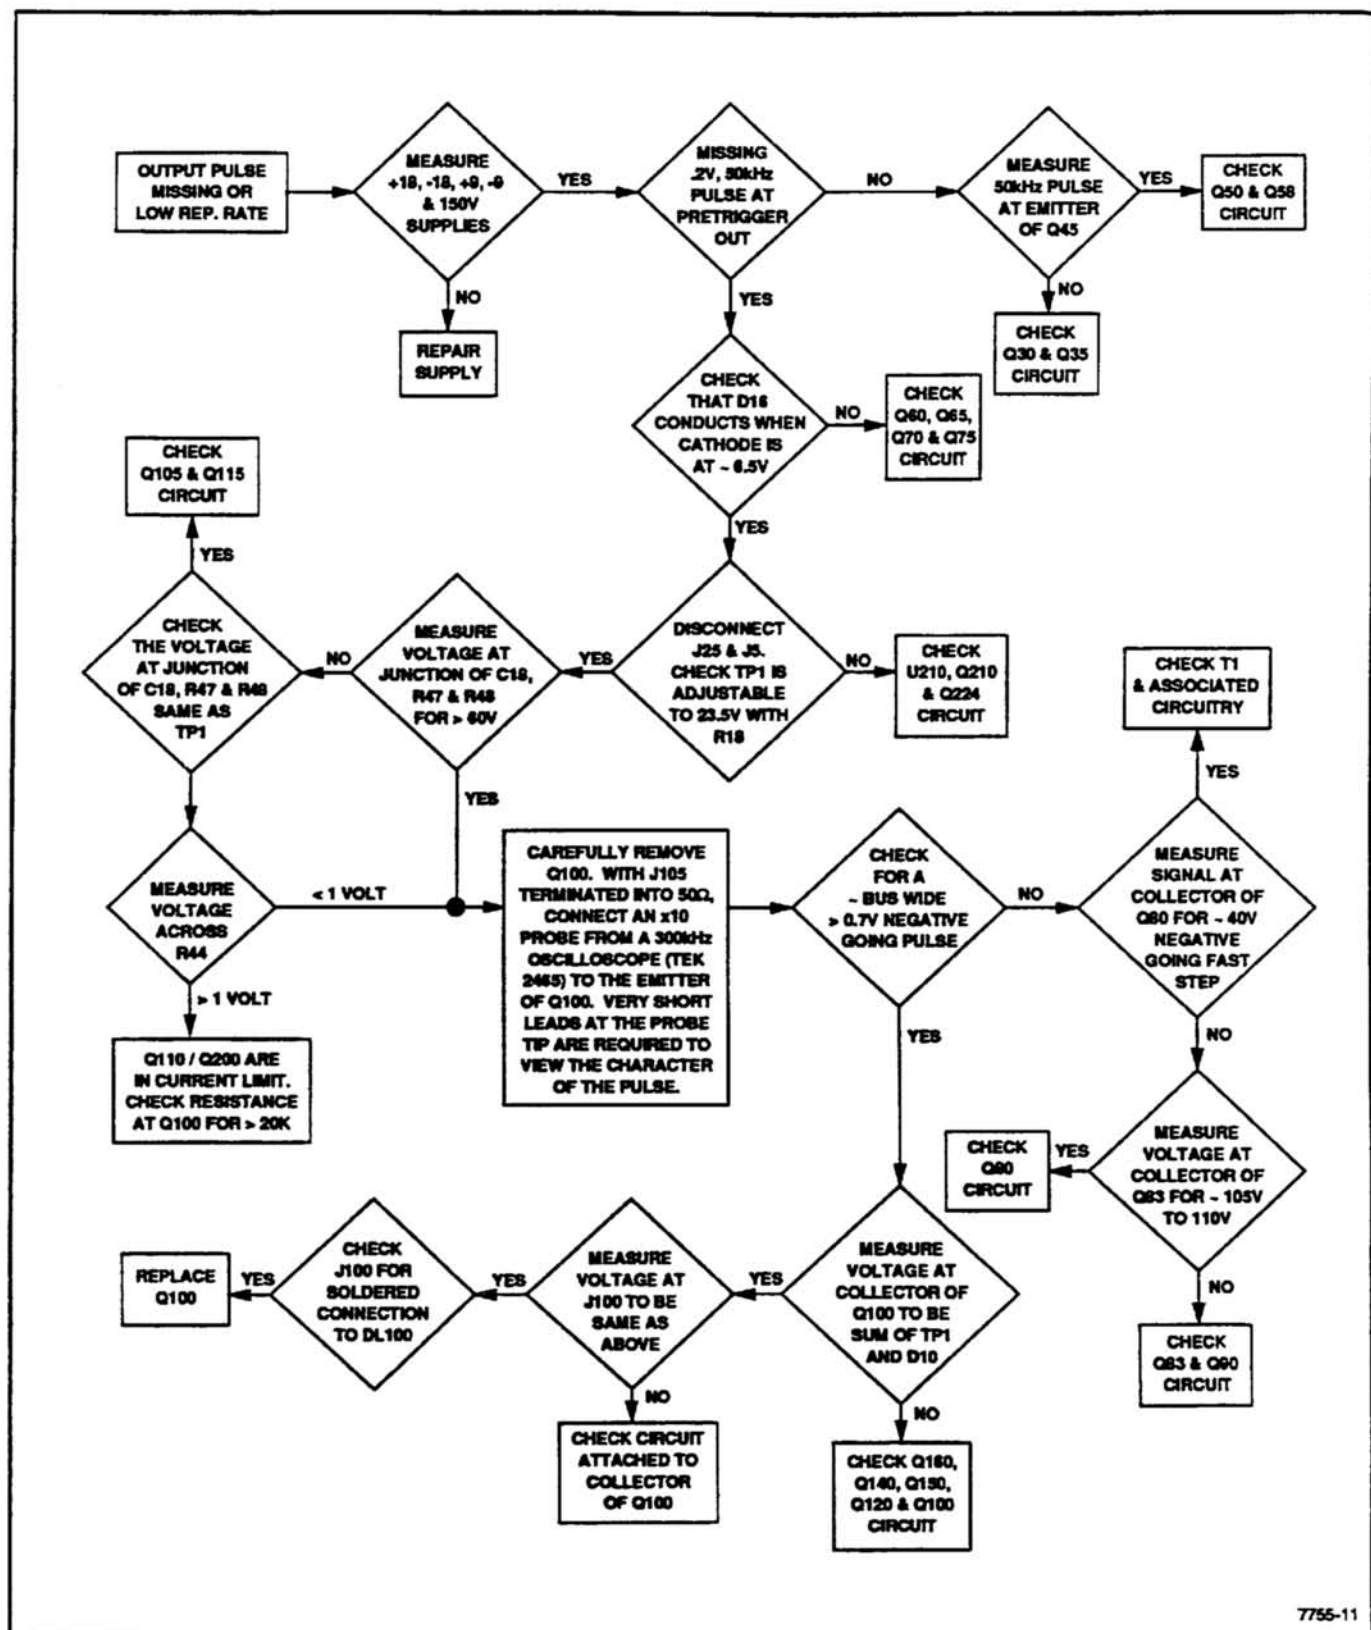 OUTPUT PULSE
MISSING OR
LOW REP. RATE
MEASURE
+18, -18, +9, -9
& 150V
SUPPLIES
YES
NO
REPAIR
SUPPLY
MISSING
.2V, 50kHz
PULSE AT
PRETRIGGER
OUT
NO
YES
MEASURE
50kHz PULSE
AT EMITTER
OF Q45
YES
CHECK
Q50 & Q58
CIRCUIT
NO
CHECK
Q30 & Q35
CIRCUIT
CHECK
THAT D16
CONDUCTS WHEN
CATHODE IS
AT ~ 6.5V
NO
CHECK
Q60, Q65,
Q70 & Q75
CIRCUIT
YES
DISCONNECT
J25 & J5.
CHECK TP1 IS
ADJUSTABLE
TO 23.5V WITH
R18
NO
CHECK
U210, Q210
& Q224
CIRCUIT
YES
MEASURE
VOLTAGE AT
JUNCTION OF C18,
R47 & R48
FOR > 60V
NO
YES
CHECK
THE VOLTAGE
AT JUNCTION
OF C18, R47 & R48
SAME AS
TP1
YES
CHECK
Q105 & Q115
CIRCUIT
MEASURE
VOLTAGE
ACROSS
R44
< 1 VOLT
> 1 VOLT
Q110 / Q200 ARE
IN CURRENT LIMIT.
CHECK RESISTANCE
AT Q100 FOR > 20K
CAREFULLY REMOVE
Q100. WITH J105
TERMINATED INTO 50Ω,
CONNECT AN x10
PROBE FROM A 300kHz
OSCILLOSCOPE (TEK
2465) TO THE EMITTER
OF Q100. VERY SHORT
LEADS AT THE PROBE
TIP ARE REQUIRED TO
VIEW THE CHARACTER
OF THE PULSE.
CHECK
FOR A
~ BUS WIDE
> 0.7V NEGATIVE
GOING PULSE
NO
YES
MEASURE
SIGNAL AT
COLLECTOR OF
FOR ~ 40V
NEGATIVE
GOING FAST
STEP
YES
CHECK T1
& ASSOCIATED
CIRCUITRY
NO
MEASURE
VOLTAGE AT
COLLECTOR OF
Q83 FOR ~ 105V
TO 110V
YES
CHECK
CIRCUIT
NO
CHECK
Q83 & Q90
CIRCUIT
MEASURE
VOLTAGE AT
COLLECTOR OF
Q100 TO BE
SUM OF TP1
AND D10
NO
CHECK Q160,
Q140, Q150,
Q120 & Q100
CIRCUIT
YES
MEASURE
VOLTAGE AT
J100 TO BE
SAME AS
ABOVE
NO
CHECK CIRCUIT
ATTACHED TO
COLLECTOR
OF Q100
YES
CHECK
J100 FOR
SOLDERED
CONNECTION
TO DL100
YES
REPLACE
Q100
7755-11